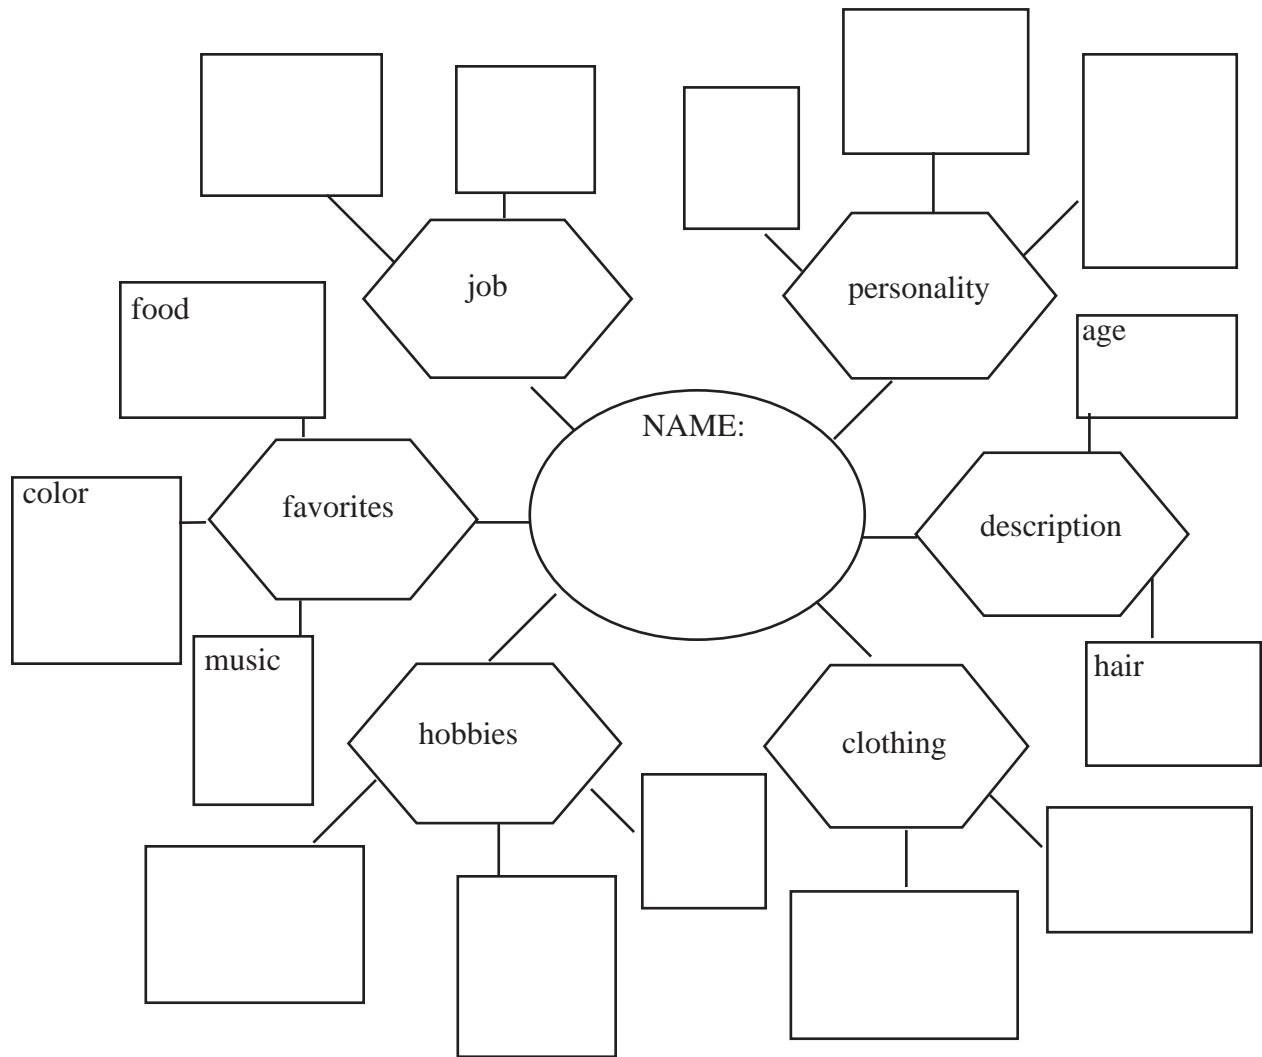 job
personality
food
age
NAME:
color
favorites
description
music
hair
hobbies
clothing